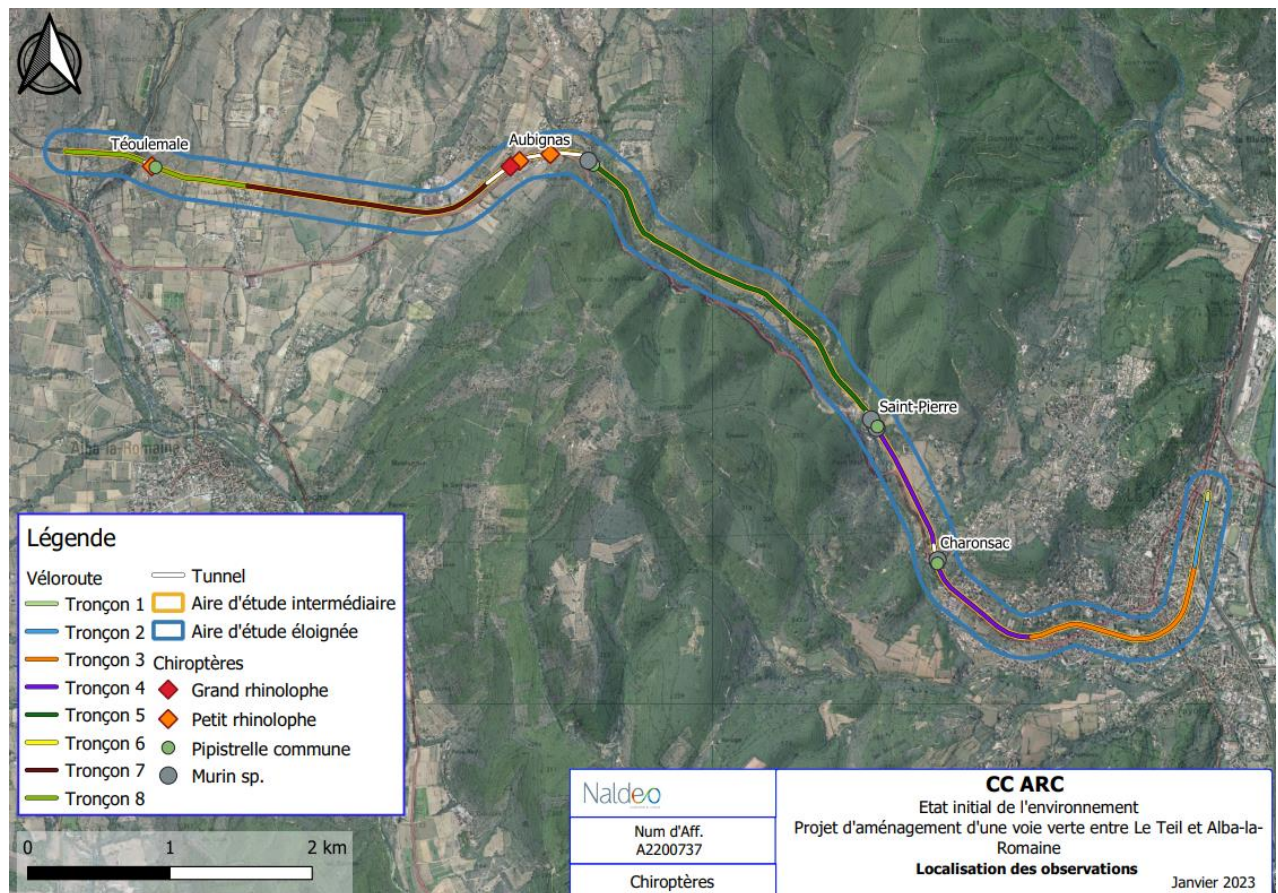 Téoulemale
Aubignas
Saint-Pierre
Alba-la-Romaine
Charonsac
Légende
Véloroute
Tronçon 1
Tronçon 2
Tronçon 3
Tronçon 4
Tronçon 5
Tronçon 6
Tronçon 7
Tronçon 8
Tunnel
Aire d'étude intermédiaire
Aire d'étude éloignée
Chiroptères
Grand rhinolophe
Petit rhinolophe
Pipistrelle commune
Murin sp.
0 1 2 km
Naldeo
Num d'Aff.
A2200737
Chiroptères
CC ARC
Etat initial de l'environnement
Projet d'aménagement d'une voie verte entre Le Teil et Alba-la-
Romaine
Localisation des observations
Janvier 2023